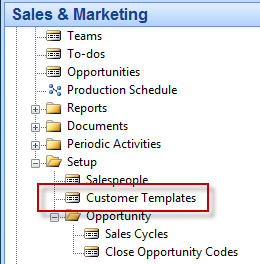 Sales & Marketing
Teams
To-dos
Opportunities
Production Schedule
Reports
Documents
Periodic Activities
Setup
Salespeople
Customer Templates
Opportunity
Sales Cycles
Close Opportunity Codes